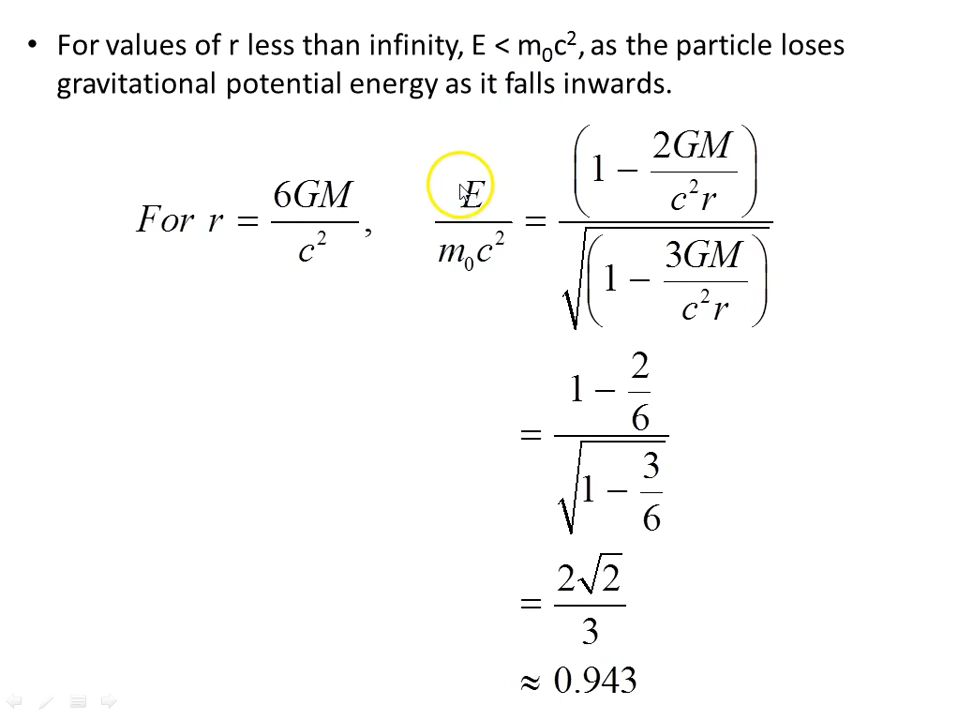 • For values of r less than infinity, E < m₀c², as the particle loses
gravitational potential energy as it falls inwards.
For r = 6GM/c², E/(m₀c²) = (1 − 2GM/(c²r)) / √(1 − 3GM/(c²r))
= (1 − 2/6) / √(1 − 3/6)
= 2√2/3
≈ 0.943